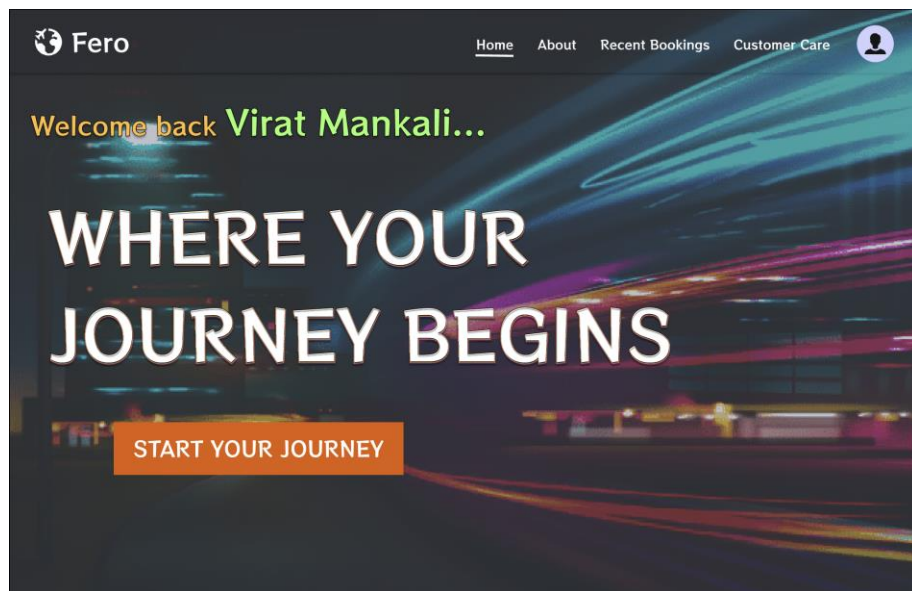 Fero
Home About Recent Bookings Customer Care
Welcome back Virat Mankali...
WHERE YOUR
JOURNEY BEGINS
START YOUR JOURNEY